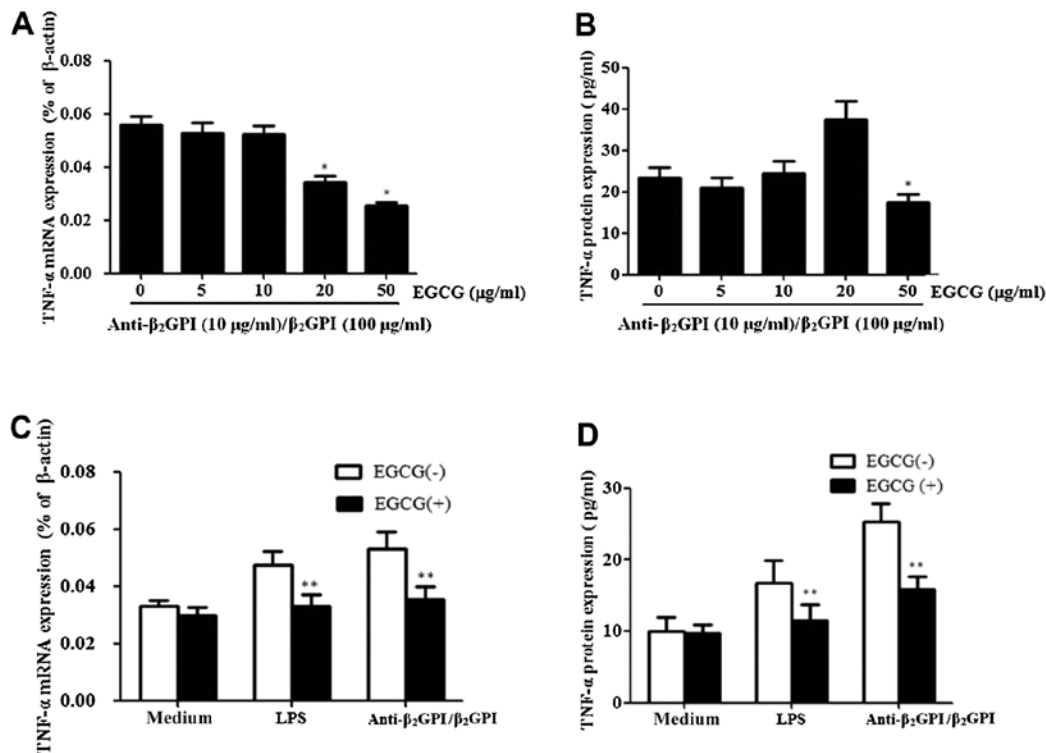 A
TNF-α mRNA expression (% of β-actin)
0.08
0.06
0.04
0.02
0.00
*
*
0 5 10 20 50 EGCG (μg/ml)
Anti-β₂GPI (10 μg/ml)/β₂GPI (100 μg/ml)
B
TNF-α protein expression ( pg/ml)
50
40
30
20
10
0
*
0 5 10 20 50 EGCG (μg/ml)
Anti-β₂GPI (10 μg/ml)/β₂GPI (100 μg/ml)
C
TNF-α mRNA expression (% of β-actin)
0.08
0.06
0.04
0.02
0.00
EGCG(-)
EGCG(+)
**
**
Medium LPS Anti-β₂GPI/β₂GPI
D
TNF-α protein expression ( pg/ml)
30
20
10
0
EGCG(-)
EGCG (+)
**
**
Medium LPS Anti-β₂GPI/β₂GPI